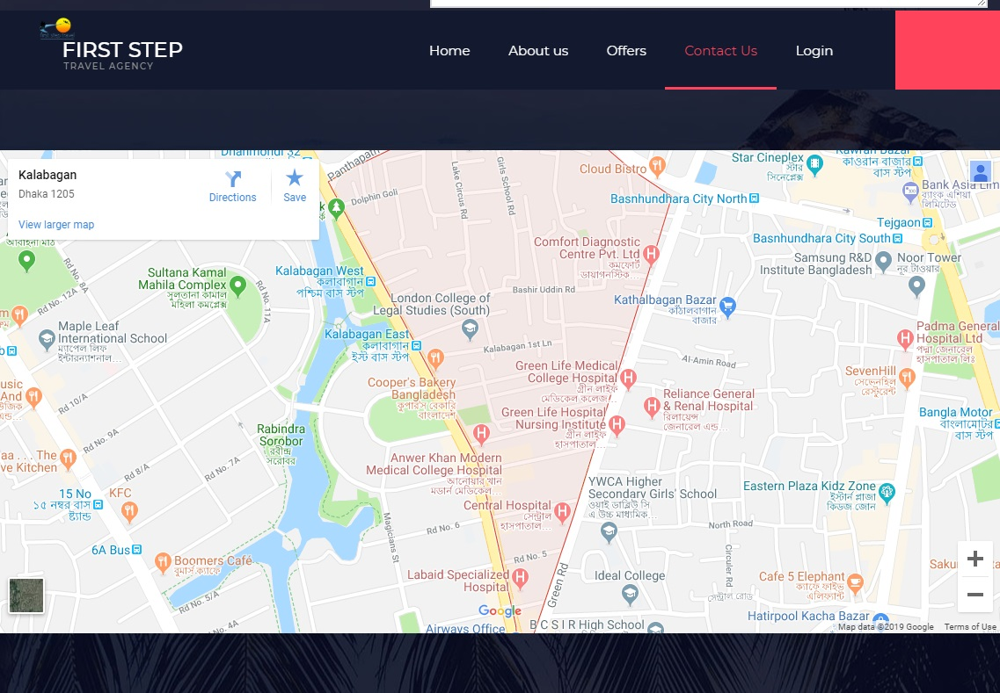 FIRST STEP
TRAVEL AGENCY
Home
About us
Offers
Contact Us
Login
Kalabagan
Dhaka 1205
Directions
Save
View larger map
Dhanmondi 32
Panthapath
Dolphin Goli
Lake Circus Rd
Girls School Rd
Cloud Bistro
Star Cineplex
স্টার
সিনেপ্লেক্স
Kawran Bazar
কাওরান বাজার
বাস স্টপ
Bank Asia Lim
ব্যাংক এশিয়া
লিমিটেড
Basnhundhara City North
Tejgaon
Basnhundhara City South
Comfort Diagnostic
Centre Pvt. Ltd
কমফোর্ট
ডায়াগনস্টিক...
Samsung R&D
Institute Bangladesh
Noor Tower
নূর টাওয়ার
Rd No. 8A
Sultana Kamal
Mahila Complex
সুলতানা কামাল
মহিলা কমপ্লেক্স
Kalabagan West
কলাবাগান
পশ্চিম বাস স্টপ
Rd No. 12A
Rd No. 11A
Bashir Uddin Rd
London College of
Legal Studies (South)
Kathalbagan Bazar
কাঁঠালবাগান
বাজার
Maple Leaf
International School
ম্যাপেল লিফ
ইন্টারন্যাশনাল...
Kalabagan East
কলাবাগান
ইস্ট বাস স্টপ
Kalabagan 1st Ln
Padma General
Hospital Ltd
পদ্মা জেনারেল
হাসপাতাল লিঃ
Al-Amin Road
Green Life Medical
College Hospital
গ্রীন লাইফ
মেডিকেল কলেজ...
SevenHill
সেভেনহিল
রেস্টুরেন্ট
Cooper's Bakery
Bangladesh
কুপার'স বেকারি
বাংলাদেশ
Reliance General
& Renal Hospital
রিলায়েন্স
জেনারেল এন্ড...
Rd No. 10/A
Green Life Hospital
Nursing Institute
গ্রীন লাইফ
হাসপাতাল...
Bangla Motor
বাংলামোটর
বাস স্টপ
Rabindra
Sorobor
রবীন্দ্র
সরোবর
Rd No. 9A
Rd No. 7A
Rd 8/A
Anwer Khan Modern
Medical College Hospital
আনোয়ার খান
মডার্ন মেডিকেল...
aa . . . The
ve Kitchen
15 No
১৫ নম্বর বাস
স্ট্যান্ড
KFC
YWCA Higher
Secondary Girls' School
ওয়াই ডাব্লিউ সি
এ উচ্চ মাধ্যমিক...
Eastern Plaza Kidz Zone
ইস্টার্ন প্লাজা
কিডজ জোন
Central Hospital
সেন্ট্রাল
হাসপাতাল...
North Road
Rd No. 6
Magicians St
6A Bus
Boomers Café
বুমার্স ক্যাফে
Rd No. 5
Circuler Rd
Green Rd
Labaid Specialized
Hospital
Ideal College
Cafe 5 Elephant
ক্যাফে ফাইভ
এলিফ্যান্ট
সেন্ট্রাল রোড
Rd No. 5/A
Rd No. 4A
Google
Hatirpool Kacha Bazar
Airways Office
B C S I R High School
Map data ©2019 Google
Terms of Use